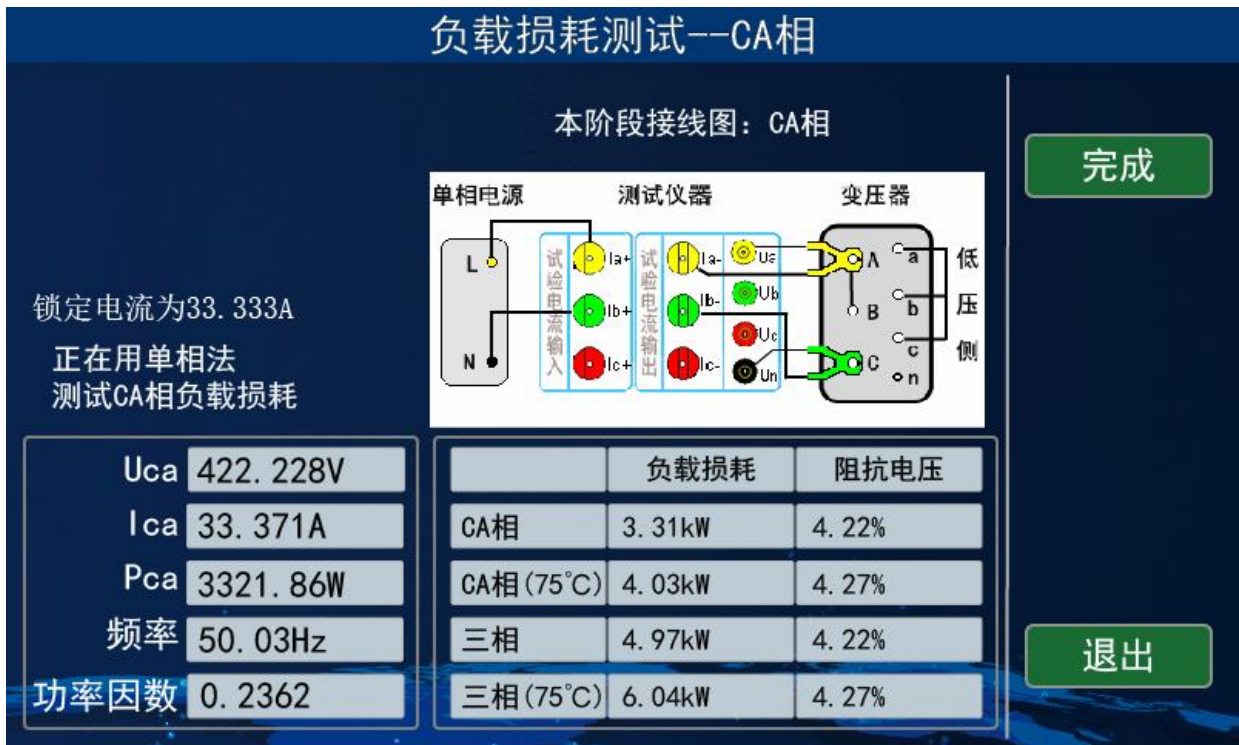 负载损耗测试--CA相
本阶段接线图: CA相
完成
单相电源 测试仪器 变压器
L 试验电流输入 Ia+ 试验电流输出 Ia- Ua A a 低
Ib+ Ib- Ub B b 压
N Ic+ Ic- Uc C c 侧
Un n
锁定电流为33.333A
正在用单相法
测试CA相负载损耗
Uca 422.228V
Ica 33.371A
Pca 3321.86W
频率 50.03Hz
功率因数 0.2362
负载损耗 阻抗电压
CA相 3.31kW 4.22%
CA相(75℃) 4.03kW 4.27%
三相 4.97kW 4.22%
三相(75℃) 6.04kW 4.27%
退出